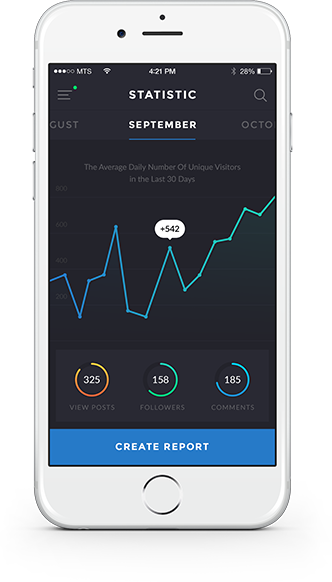 MTS 4:21 PM 28%
STATISTIC
GUST SEPTEMBER OCTO
The Average Daily Number Of Unique Visitors
in the Last 30 Days
800
600
+542
400
200
325 158 185
VIEW POSTS FOLLOWERS COMMENTS
CREATE REPORT